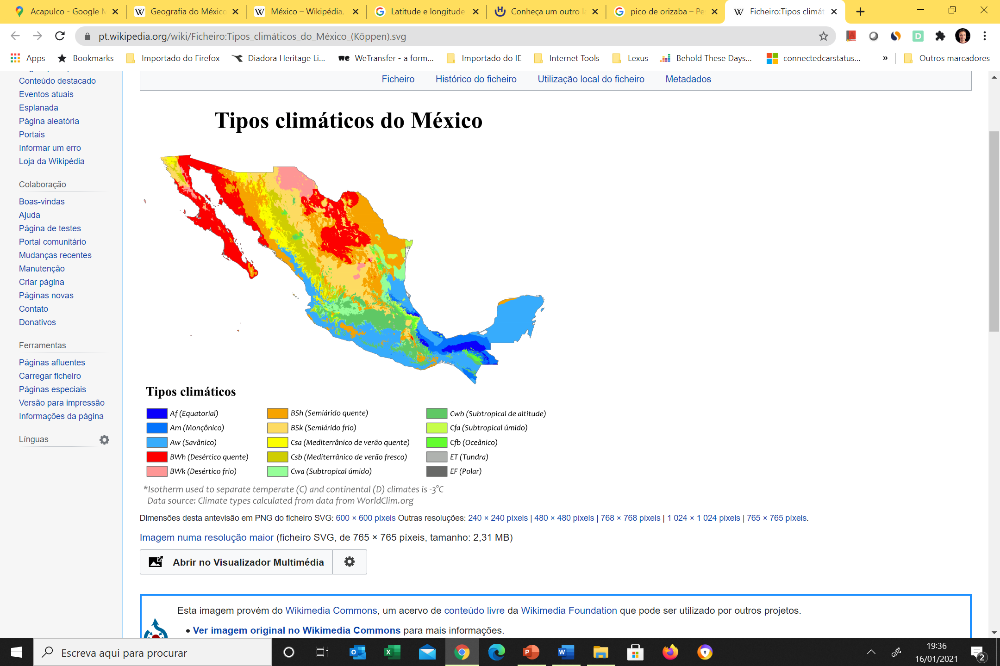 Acapulco - Google
Geografia do México
México – Wikipédia,
Latitude e longitude
Conheça um outro
pico de orizaba –
Ficheiro:Tipos climát
pt.wikipedia.org/wiki/Ficheiro:Tipos_climáticos_do_México_(Köppen).svg
Apps
Bookmarks
Importado do Firefox
Diadora Heritage Li...
WeTransfer - a form...
Importado do IE
Internet Tools
Lexus
Behold These Days...
connectedcarstatus...
»
Outros marcadores
Conteúdo destacado
Eventos atuais
Esplanada
Página aleatória
Portais
Informar um erro
Loja da Wikipédia
Colaboração
Boas-vindas
Ajuda
Página de testes
Portal comunitário
Mudanças recentes
Manutenção
Criar página
Páginas novas
Contato
Donativos
Ferramentas
Páginas afluentes
Carregar ficheiro
Páginas especiais
Versão para impressão
Informações da página
Línguas
Ficheiro
Histórico do ficheiro
Utilização local do ficheiro
Metadados
Tipos climáticos do México
Tipos climáticos
Af (Equatorial)
Am (Monçônico)
Aw (Savânico)
BWh (Desértico quente)
BWk (Desértico frio)
BSh (Semiárido quente)
BSk (Semiárido frio)
Csa (Mediterrânico de verão quente)
Csb (Mediterrânico de verão fresco)
Cwa (Subtropical úmido)
Cwb (Subtropical de altitude)
Cfa (Subtropical úmido)
Cfb (Oceânico)
ET (Tundra)
EF (Polar)
*Isotherm used to separate temperate (C) and continental (D) climates is -3°C
Data source: Climate types calculated from data from WorldClim.org
Dimensões desta antevisão em PNG do ficheiro SVG: 600 × 600 píxeis Outras resoluções: 240 × 240 píxeis | 480 × 480 píxeis | 768 × 768 píxeis | 1 024 × 1 024 píxeis | 765 × 765 píxeis.
Imagem numa resolução maior (ficheiro SVG, de 765 × 765 píxeis, tamanho: 2,31 MB)
Abrir no Visualizador Multimédia
Esta imagem provém do Wikimedia Commons, um acervo de conteúdo livre da Wikimedia Foundation que pode ser utilizado por outros projetos.
• Ver imagem original no Wikimedia Commons para mais informações.
Escreva aqui para procurar
19:36
16/01/2021
2